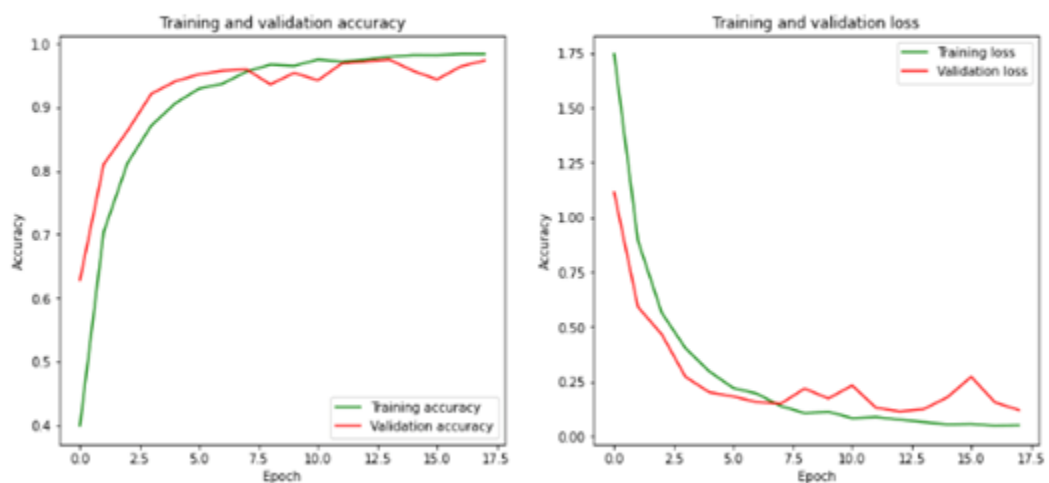 Training and validation accuracy
Accuracy
1.0
0.9
0.8
0.7
0.6
0.5
0.4
Training accuracy
Validation accuracy
0.0 2.5 5.0 7.5 10.0 12.5 15.0 17.5
Epoch
Training and validation loss
Accuracy
1.75
1.50
1.25
1.00
0.75
0.50
0.25
0.00
Training loss
Validation loss
0.0 2.5 5.0 7.5 10.0 12.5 15.0 17.5
Epoch